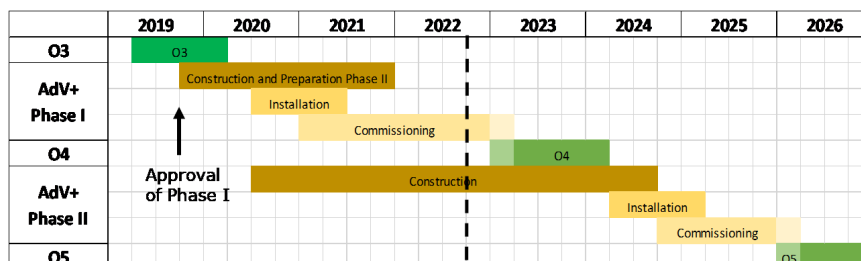 2019 2020 2021 2022 2023 2024 2025 2026
O3 O3
AdV+
Phase I
Construction and Preparation Phase II
Installation
Commissioning
Approval
of Phase I
O4 O4
AdV+
Phase II
Construction
Installation
Commissioning
O5 O5